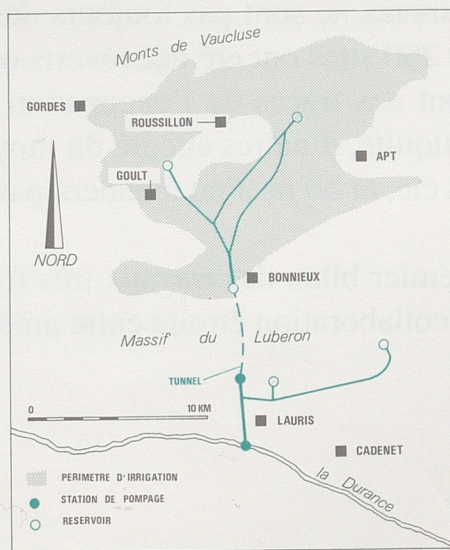 Monts de Vaucluse
GORDES
ROUSSILLON
APT
GOULT
NORD
BONNIEUX
Massif du Luberon
TUNNEL
0 10 KM
LAURIS
CADENET
la Durance
PERIMETRE D'IRRIGATION
STATION DE POMPAGE
RESERVOIR